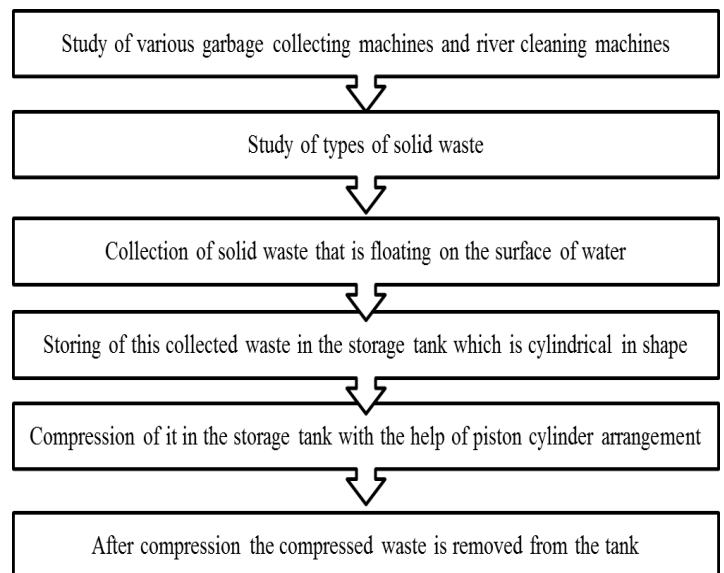 Study of various garbage collecting machines and river cleaning machines
Study of types of solid waste
Collection of solid waste that is floating on the surface of water
Storing of this collected waste in the storage tank which is cylindrical in shape
Compression of it in the storage tank with the help of piston cylinder arrangement
After compression the compressed waste is removed from the tank